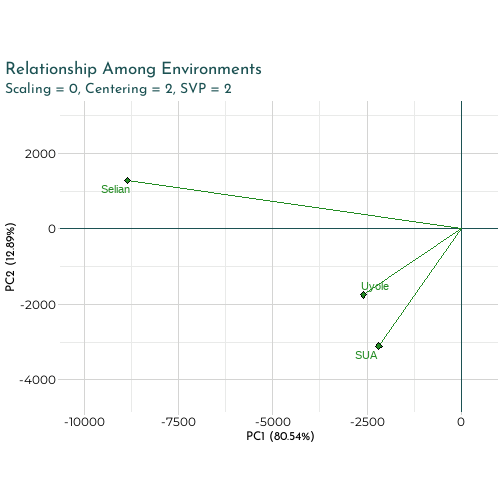 Relationship Among Environments
Scaling = 0, Centering = 2, SVP = 2
2000
Selian
0
Uyole
-2000
SUA
-4000
PC2 (12.89%)
-10000 -7500 -5000 -2500 0
PC1 (80.54%)